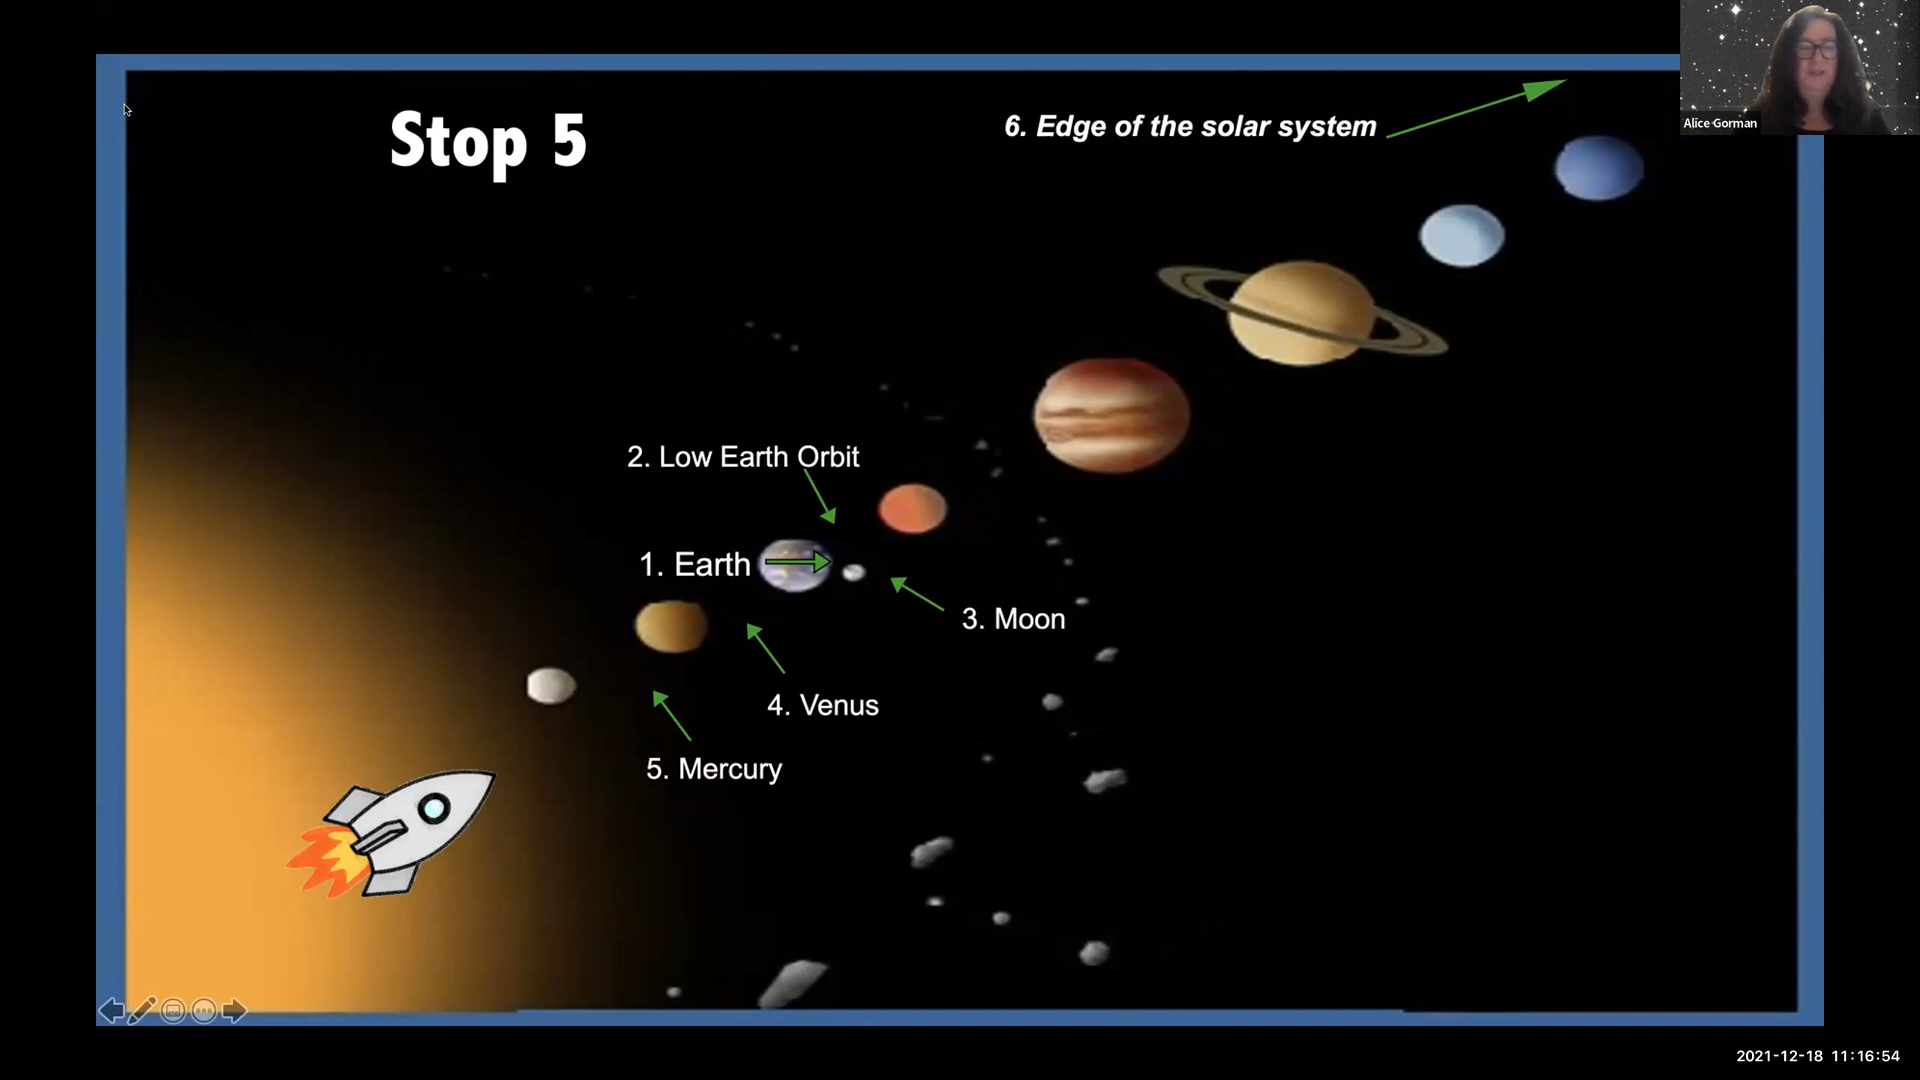 Stop 5
6. Edge of the solar system
Alice Gorman
2. Low Earth Orbit
1. Earth
3. Moon
4. Venus
5. Mercury
2021-12-18 11:16:54